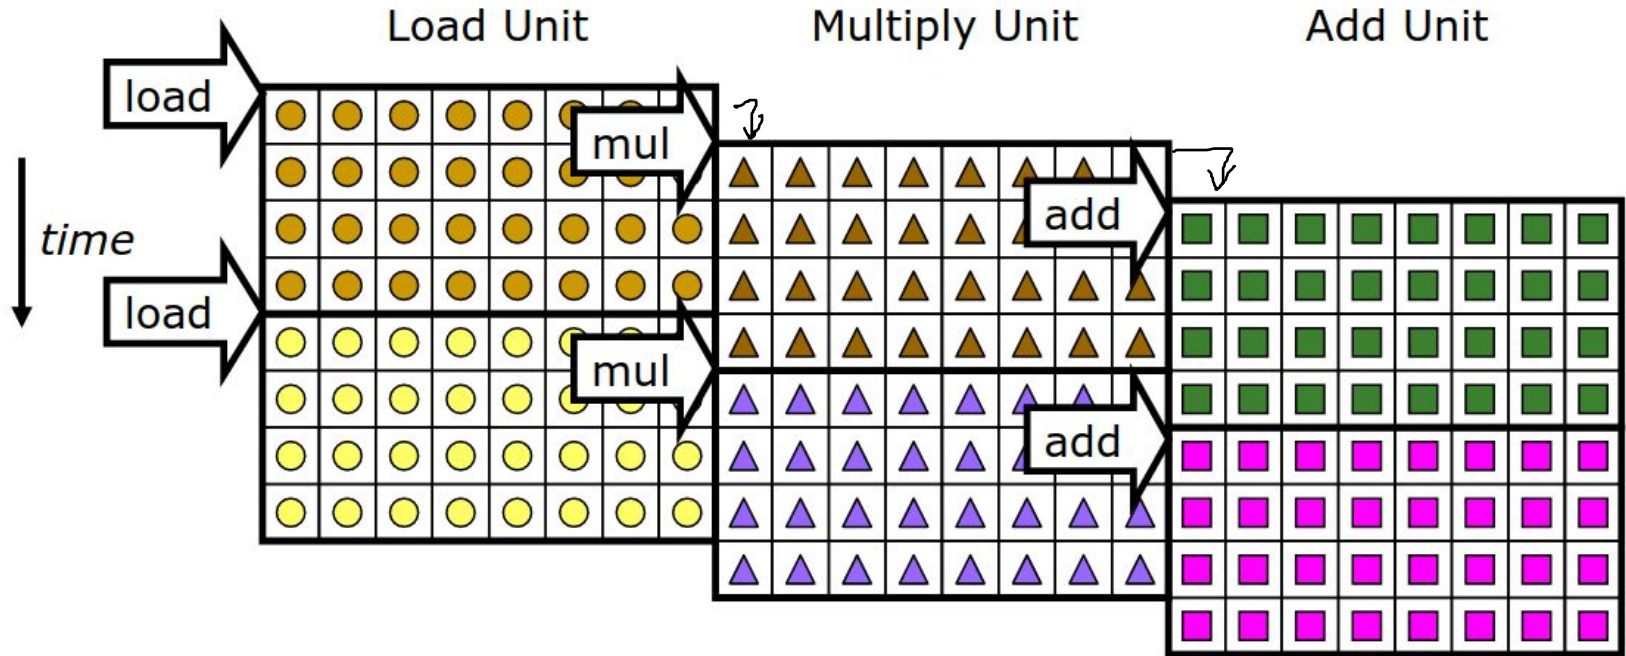 Load Unit
Multiply Unit
Add Unit
load
mul
add
time
load
mul
add